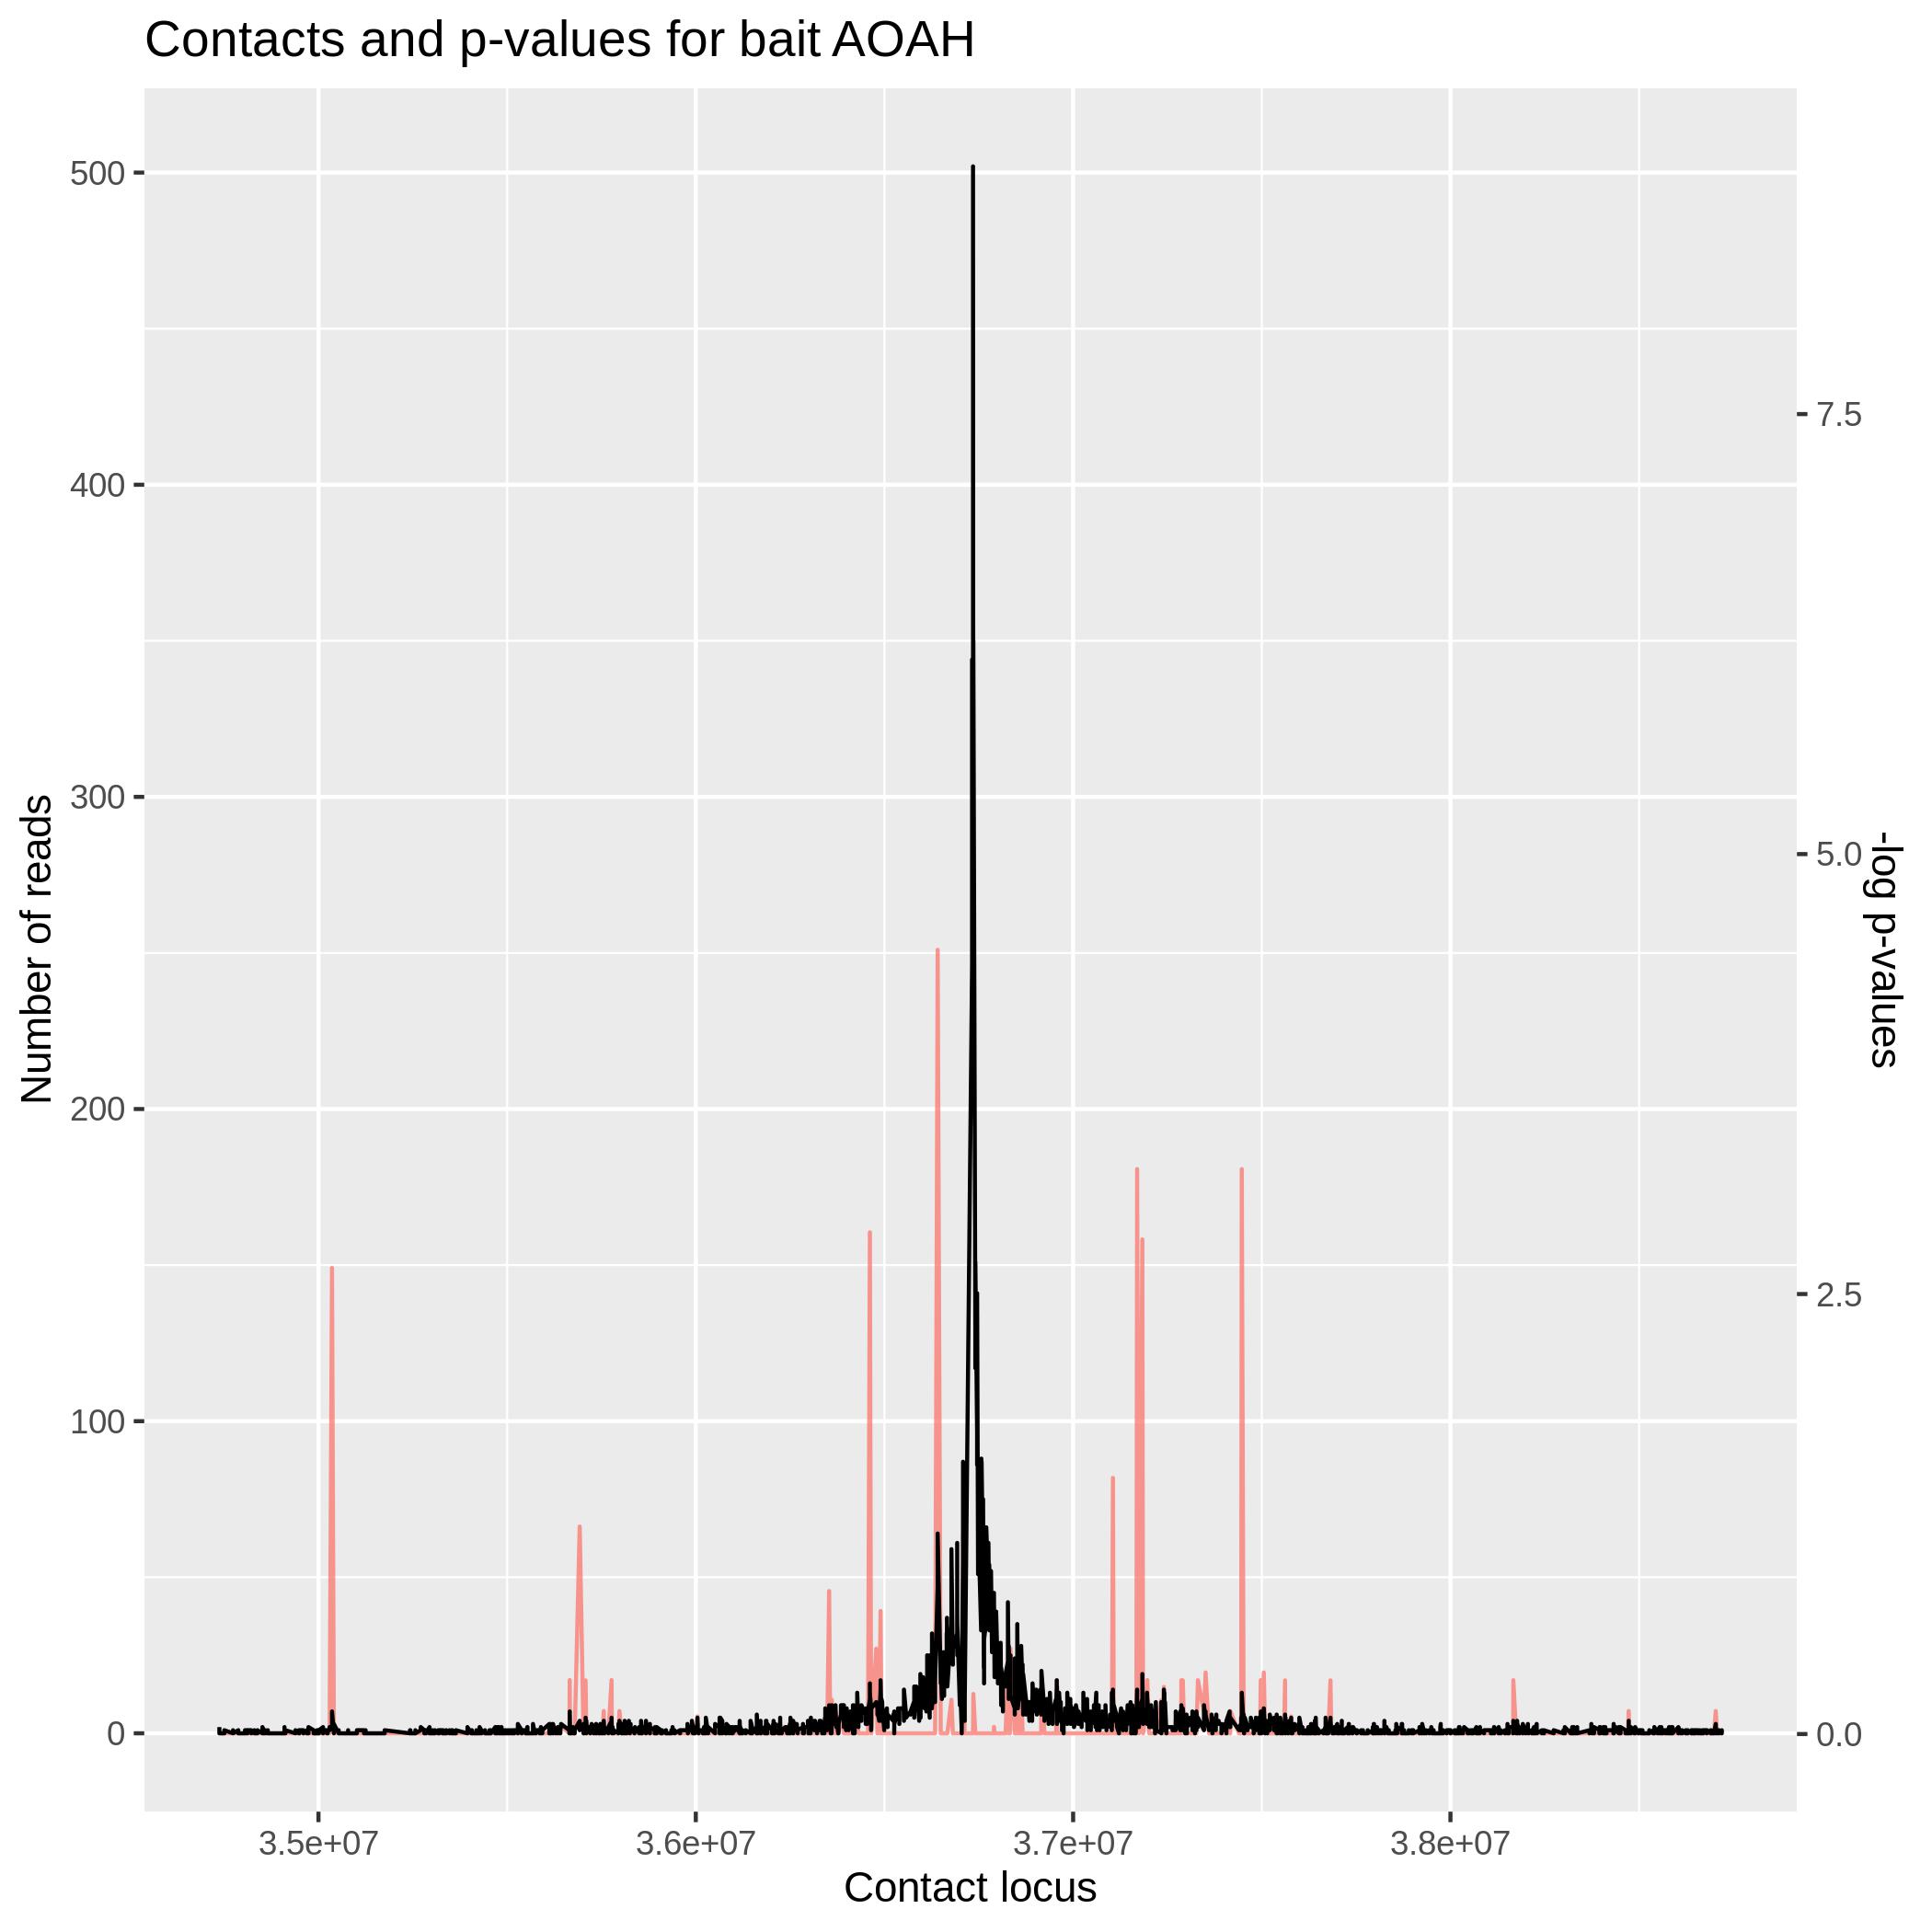 Contacts and p-values for bait AOAH
500
400
300
200
100
0
Number of reads
7.5
5.0
2.5
0.0
-log p-values
3.5e+07
3.6e+07
3.7e+07
3.8e+07
Contact locus